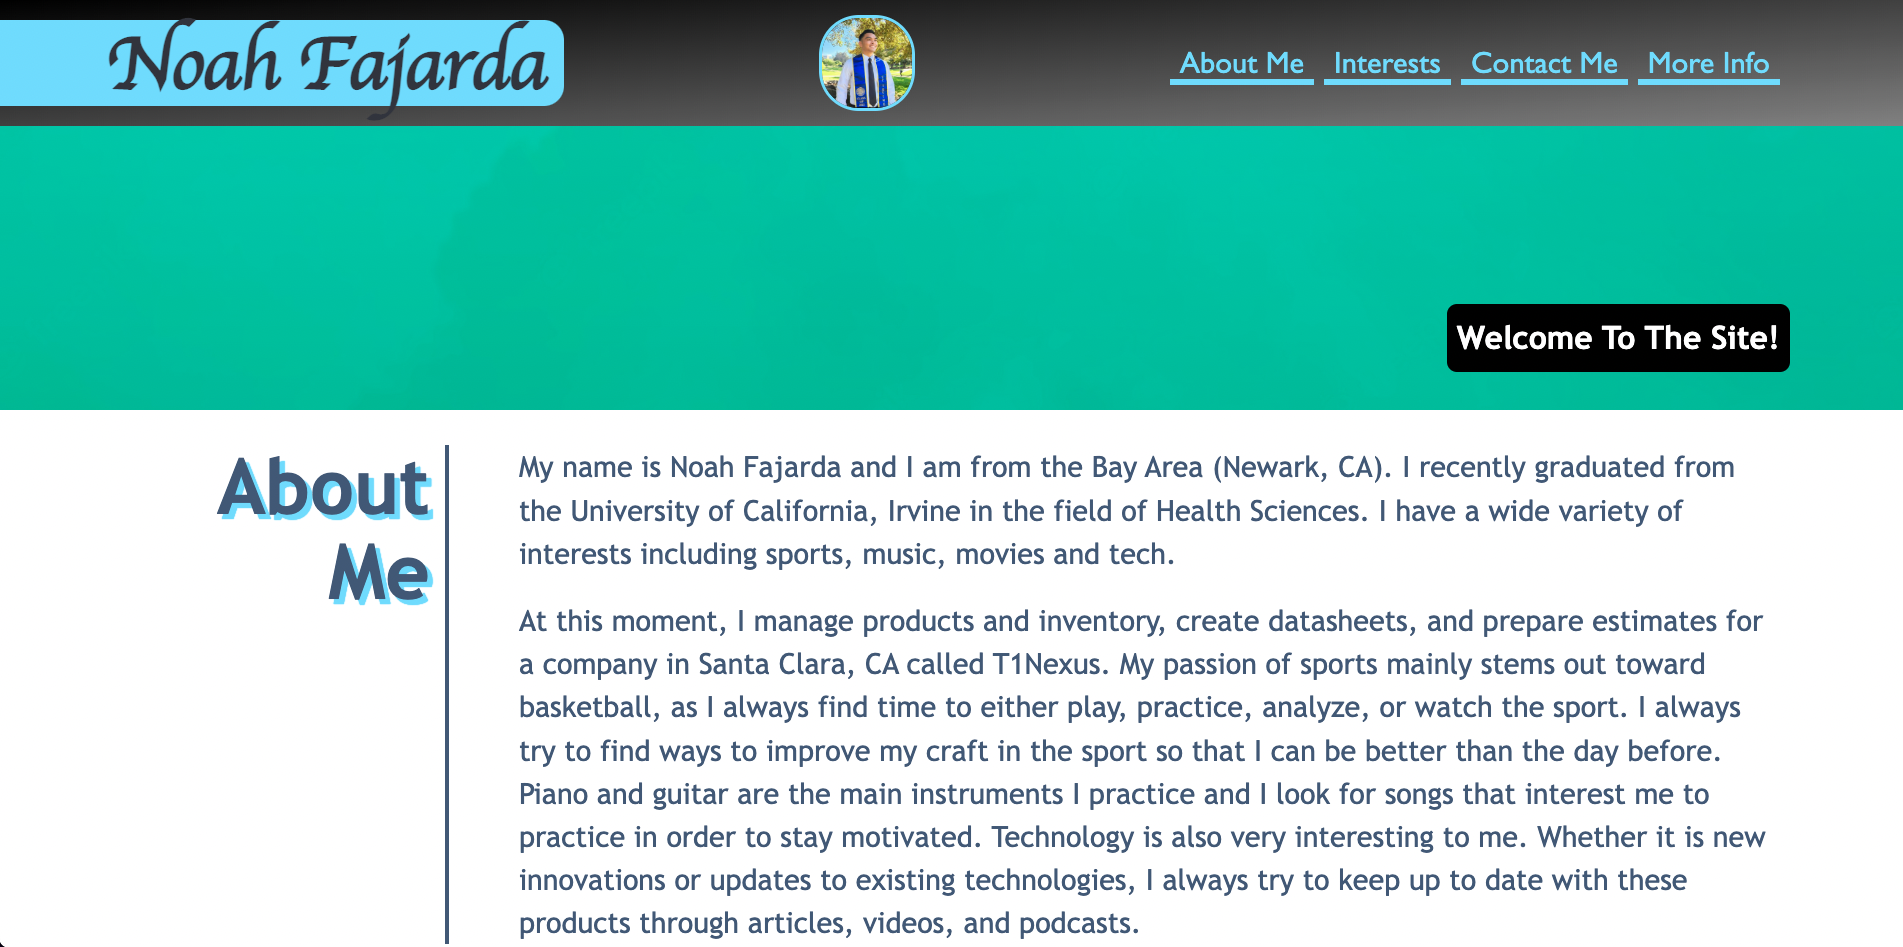 Noah Fajarda
About Me Interests Contact Me More Info
Welcome To The Site!
About
Me
My name is Noah Fajarda and I am from the Bay Area (Newark, CA). I recently graduated from
the University of California, Irvine in the field of Health Sciences. I have a wide variety of
interests including sports, music, movies and tech.
At this moment, I manage products and inventory, create datasheets, and prepare estimates for
a company in Santa Clara, CA called T1Nexus. My passion of sports mainly stems out toward
basketball, as I always find time to either play, practice, analyze, or watch the sport. I always
try to find ways to improve my craft in the sport so that I can be better than the day before.
Piano and guitar are the main instruments I practice and I look for songs that interest me to
practice in order to stay motivated. Technology is also very interesting to me. Whether it is new
innovations or updates to existing technologies, I always try to keep up to date with these
products through articles, videos, and podcasts.